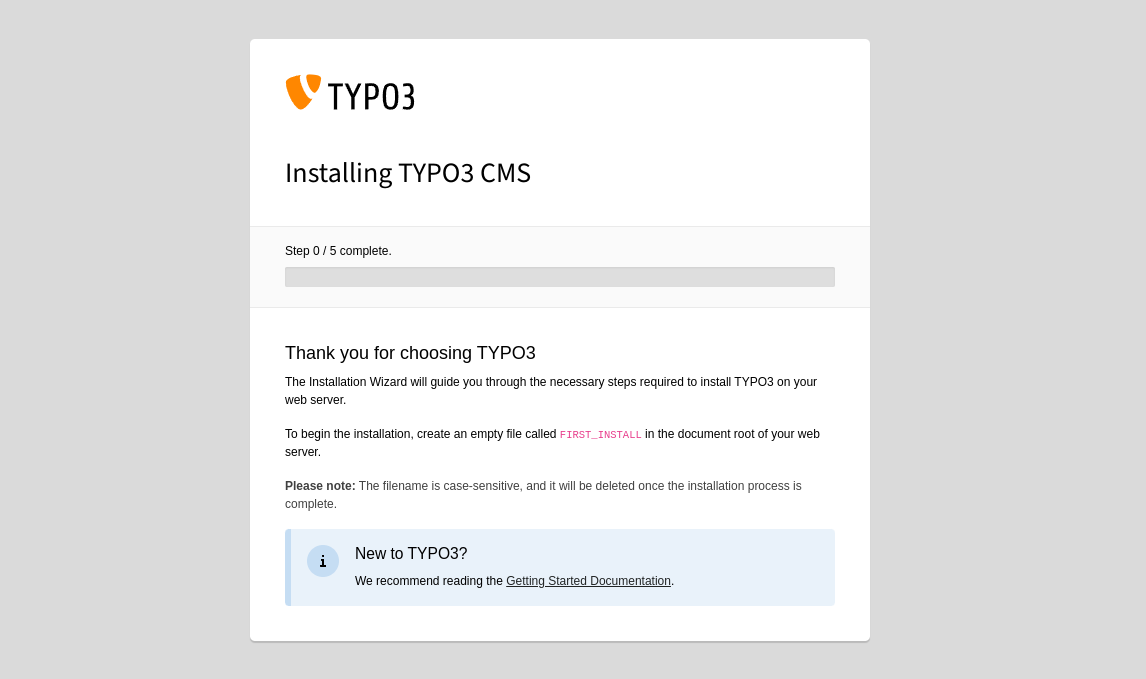 TYPO3
Installing TYPO3 CMS
Step 0 / 5 complete.
Thank you for choosing TYPO3
The Installation Wizard will guide you through the necessary steps required to install TYPO3 on your
web server.
To begin the installation, create an empty file called FIRST_INSTALL in the document root of your web
server.
Please note: The filename is case-sensitive, and it will be deleted once the installation process is
complete.
New to TYPO3?
We recommend reading the Getting Started Documentation.